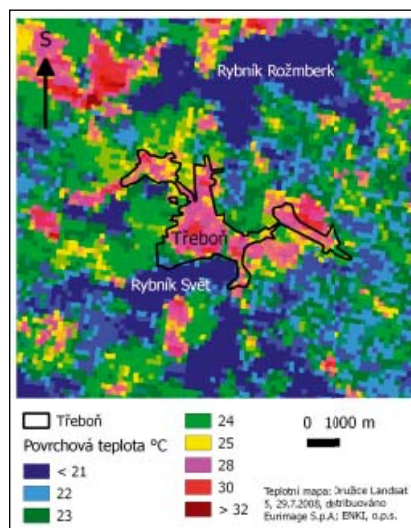 S
Rybník Rožmberk
Třeboň
Rybník Svět
Třeboň
Povrchová teplota °C
< 21
22
23
24
25
28
30
> 32
0 1000 m
Teplotní mapa: Družice Landsat
5, 29.7.2008, distribuováno
Eurimage S.p.A; ENKI, o.p.s.